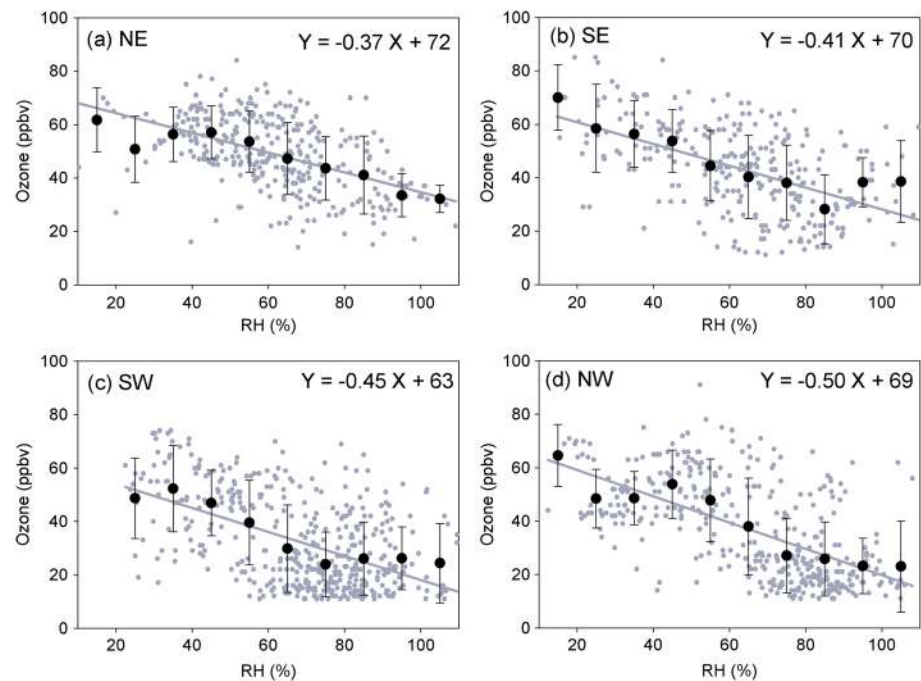 (a) NE
Y = -0.37 X + 72
100
80
60
40
20
0
Ozone (ppbv)
20 40 60 80 100
RH (%)
(b) SE
Y = -0.41 X + 70
100
80
60
40
20
0
Ozone (ppbv)
20 40 60 80 100
RH (%)
(c) SW
Y = -0.45 X + 63
100
80
60
40
20
0
Ozone (ppbv)
20 40 60 80 100
RH (%)
(d) NW
Y = -0.50 X + 69
100
80
60
40
20
0
Ozone (ppbv)
20 40 60 80 100
RH (%)